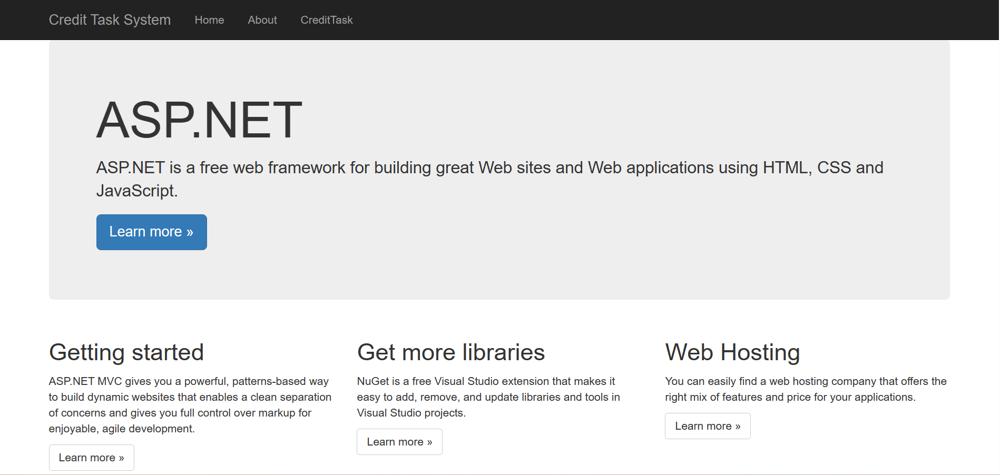 Credit Task System Home About CreditTask
ASP.NET
ASP.NET is a free web framework for building great Web sites and Web applications using HTML, CSS and
JavaScript.
Learn more »
Getting started
ASP.NET MVC gives you a powerful, patterns-based way
to build dynamic websites that enables a clean separation
of concerns and gives you full control over markup for
enjoyable, agile development.
Learn more »
Get more libraries
NuGet is a free Visual Studio extension that makes it
easy to add, remove, and update libraries and tools in
Visual Studio projects.
Learn more »
Web Hosting
You can easily find a web hosting company that offers the
right mix of features and price for your applications.
Learn more »